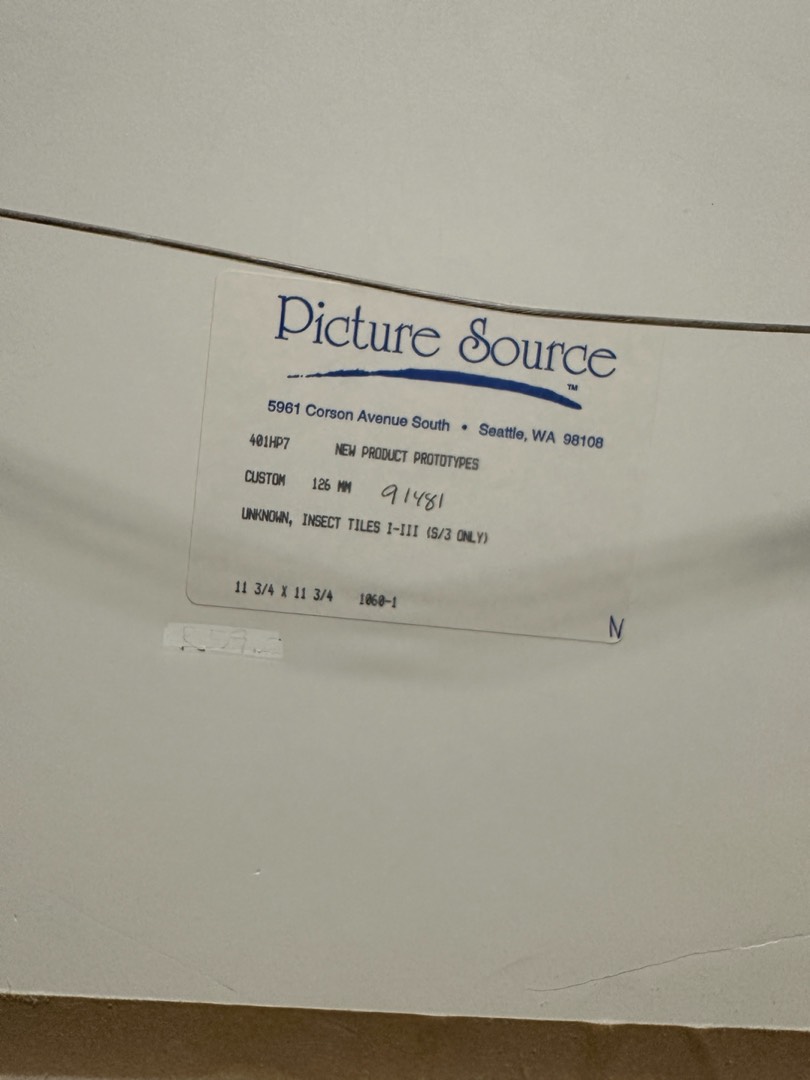 Picture Source
TM
5961 Corson Avenue South • Seattle, WA 98108
401HP7 NEW PRODUCT PROTOTYPES
CUSTOM 126 MM 91481
UNKNOWN, INSECT TILES I-III (S/3 ONLY)
11 3/4 X 11 3/4 1060-1
N